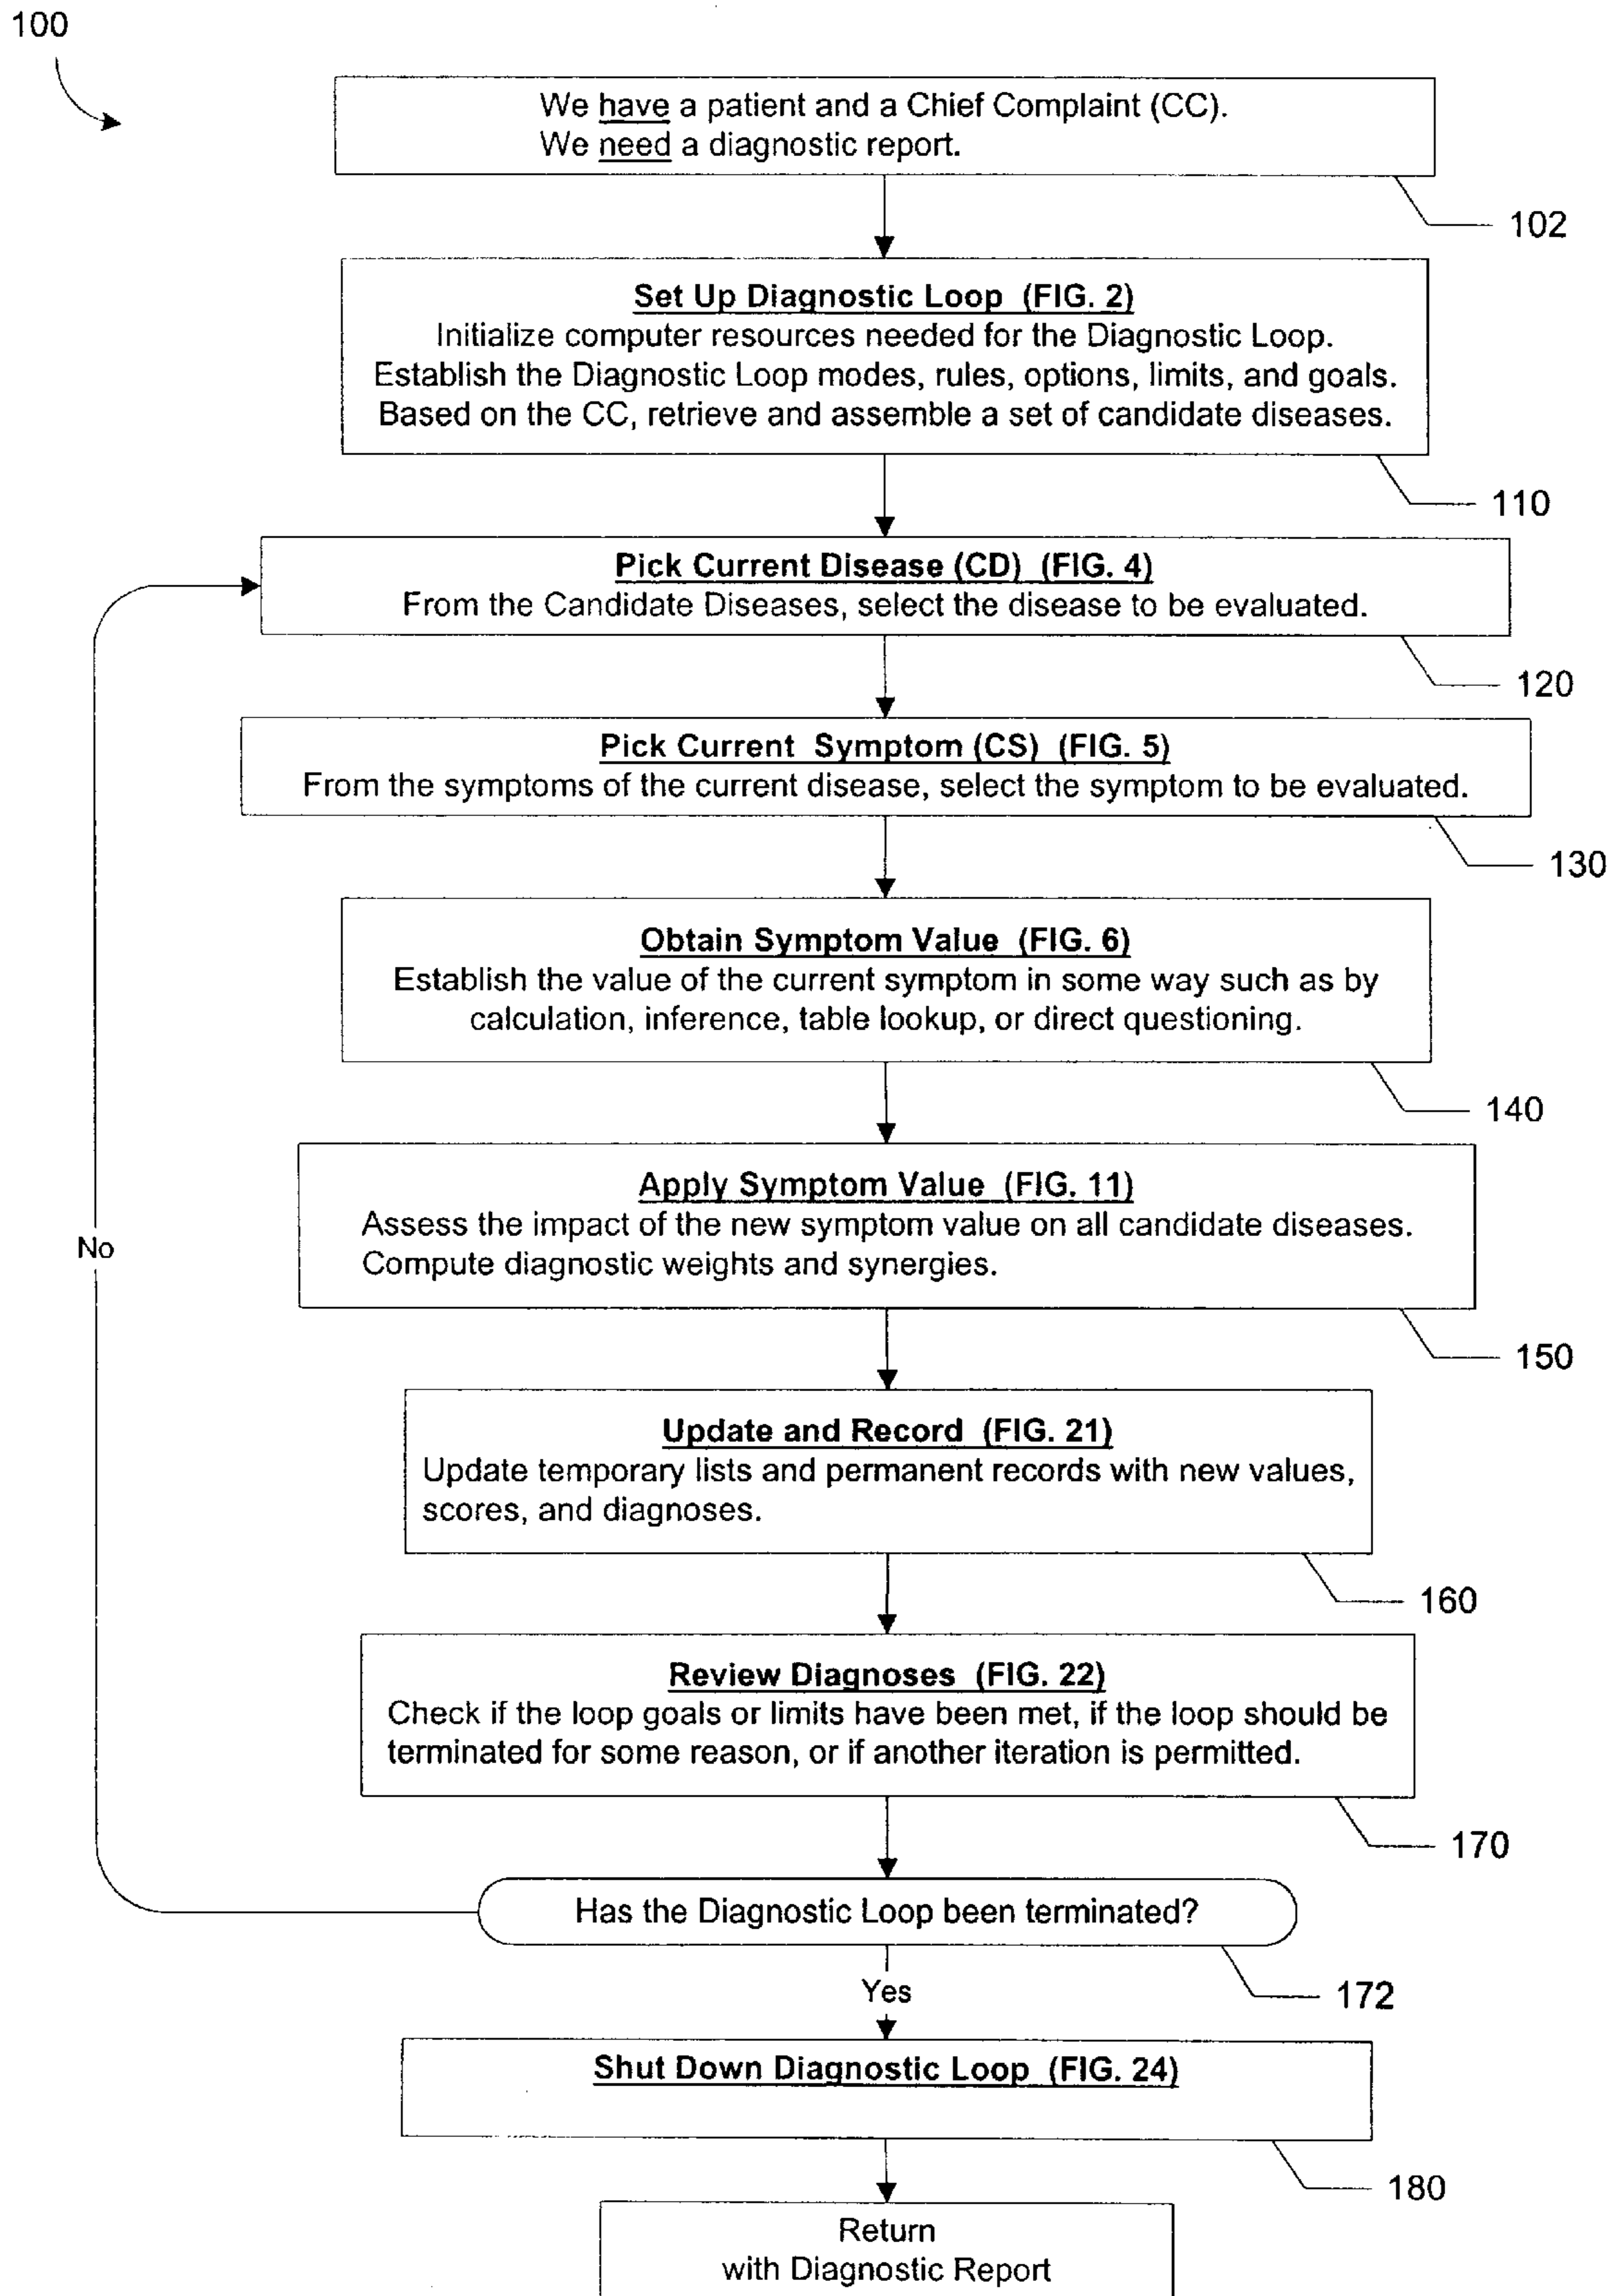 100
We have a patient and a Chief Complaint (CC).
We need a diagnostic report.
102
Set Up Diagnostic Loop (FIG. 2)
Initialize computer resources needed for the Diagnostic Loop.
Establish the Diagnostic Loop modes, rules, options, limits, and goals.
Based on the CC, retrieve and assemble a set of candidate diseases.
110
Pick Current Disease (CD) (FIG. 4)
From the Candidate Diseases, select the disease to be evaluated.
120
Pick Current Symptom (CS) (FIG. 5)
From the symptoms of the current disease, select the symptom to be evaluated.
130
Obtain Symptom Value (FIG. 6)
Establish the value of the current symptom in some way such as by
calculation, inference, table lookup, or direct questioning.
140
Apply Symptom Value (FIG. 11)
Assess the impact of the new symptom value on all candidate diseases.
Compute diagnostic weights and synergies.
No
150
Update and Record (FIG. 21)
Update temporary lists and permanent records with new values,
scores, and diagnoses.
160
Review Diagnoses (FIG. 22)
Check if the loop goals or limits have been met, if the loop should be
terminated for some reason, or if another iteration is permitted.
170
Has the Diagnostic Loop been terminated?
172
Yes
Shut Down Diagnostic Loop (FIG. 24)
180
Return
with Diagnostic Report